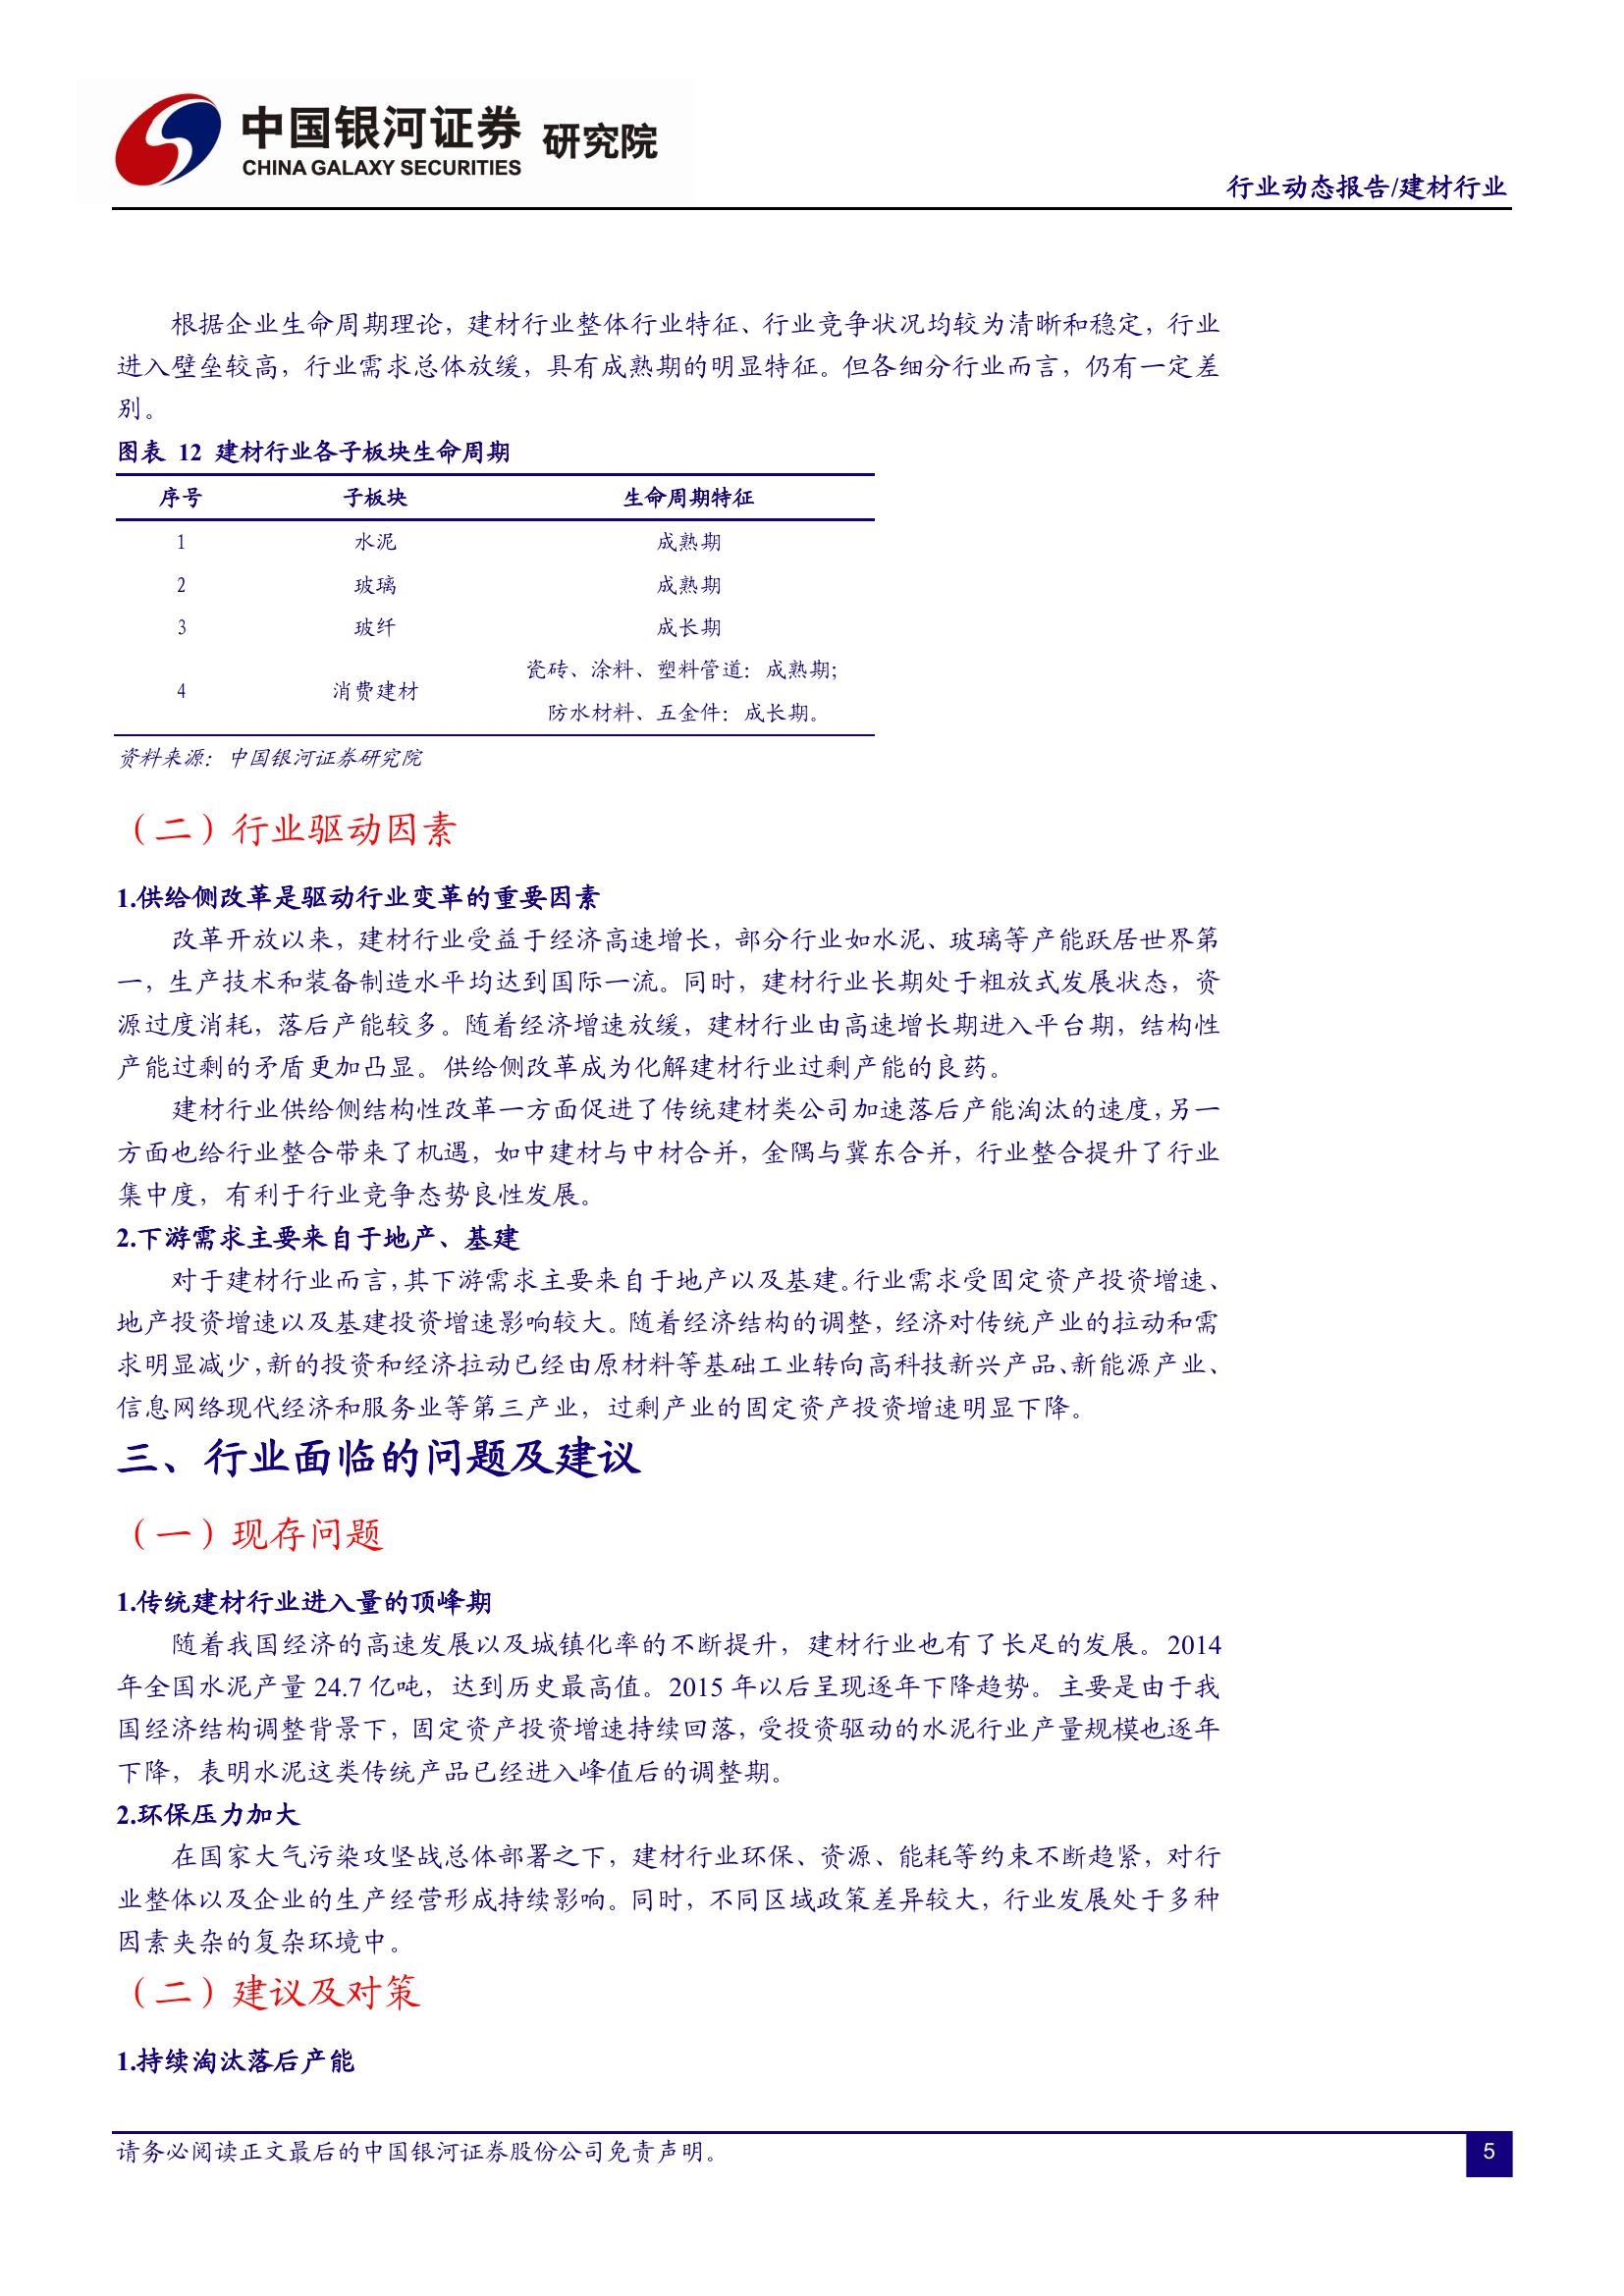 中国银河证券 研究院
CHINA GALAXY SECURITIES
行业动态报告/建材行业
根据企业生命周期理论，建材行业整体行业特征、行业竞争状况均较为清晰和稳定，行业
进入壁垒较高，行业需求总体放缓，具有成熟期的明显特征。但各细分行业而言，仍有一定差
别。
图表 12 建材行业各子板块生命周期
序号 子板块 生命周期特征
1 水泥 成熟期
2 玻璃 成熟期
3 玻纤 成长期
瓷砖、涂料、塑料管道：成熟期；
4 消费建材
防水材料、五金件：成长期。
资料来源：中国银河证券研究院
（二）行业驱动因素
1.供给侧改革是驱动行业变革的重要因素
改革开放以来，建材行业受益于经济高速增长，部分行业如水泥、玻璃等产能跃居世界第
一，生产技术和装备制造水平均达到国际一流。同时，建材行业长期处于粗放式发展状态，资
源过度消耗，落后产能较多。随着经济增速放缓，建材行业由高速增长期进入平台期，结构性
产能过剩的矛盾更加凸显。供给侧改革成为化解建材行业过剩产能的良药。
建材行业供给侧结构性改革一方面促进了传统建材类公司加速落后产能淘汰的速度，另一
方面也给行业整合带来了机遇，如中建材与中材合并，金隅与冀东合并，行业整合提升了行业
集中度，有利于行业竞争态势良性发展。
2.下游需求主要来自于地产、基建
对于建材行业而言，其下游需求主要来自于地产以及基建。行业需求受固定资产投资增速、
地产投资增速以及基建投资增速影响较大。随着经济结构的调整，经济对传统产业的拉动和需
求明显减少，新的投资和经济拉动已经由原材料等基础工业转向高科技新兴产品、新能源产业、
信息网络现代经济和服务业等第三产业，过剩产业的固定资产投资增速明显下降。
三、行业面临的问题及建议
（一）现存问题
1.传统建材行业进入量的顶峰期
随着我国经济的高速发展以及城镇化率的不断提升，建材行业也有了长足的发展。2014
年全国水泥产量 24.7 亿吨，达到历史最高值。2015 年以后呈现逐年下降趋势。主要是由于我
国经济结构调整背景下，固定资产投资增速持续回落，受投资驱动的水泥行业产量规模也逐年
下降，表明水泥这类传统产品已经进入峰值后的调整期。
2.环保压力加大
在国家大气污染攻坚战总体部署之下，建材行业环保、资源、能耗等约束不断趋紧，对行
业整体以及企业的生产经营形成持续影响。同时，不同区域政策差异较大，行业发展处于多种
因素夹杂的复杂环境中。
（二）建议及对策
1.持续淘汰落后产能
请务必阅读正文最后的中国银河证券股份公司免责声明。
5